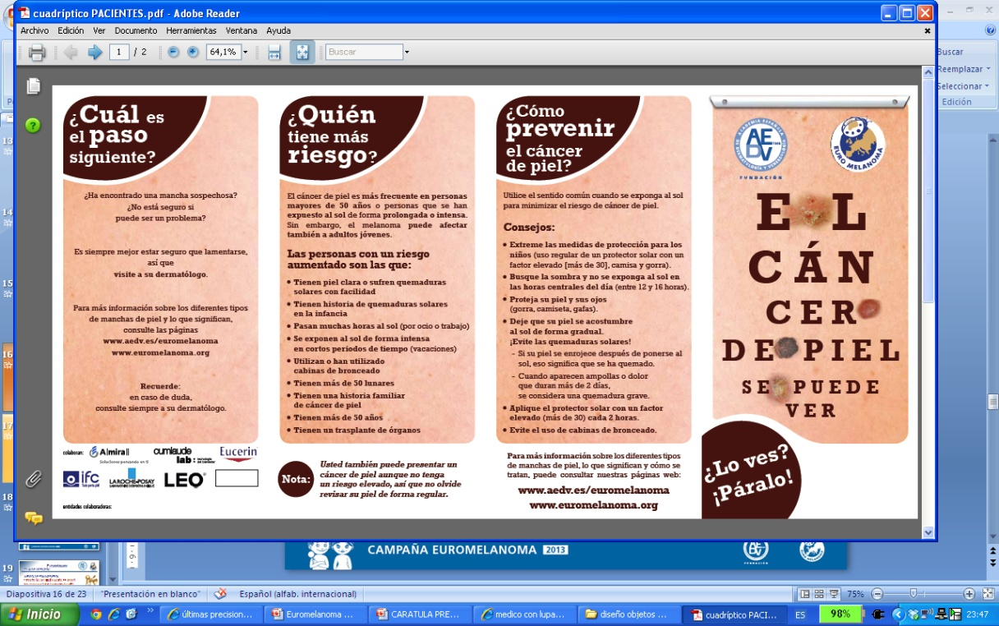 cuadríptico PACIENTES.pdf - Adobe Reader
Archivo Edición Ver Documento Herramientas Ventana Ayuda
1 / 2 64,1% Buscar
Buscar
Reemplazar
Seleccionar
Edición
¿Cuál es
el paso
siguiente?
¿Ha encontrado una mancha sospechosa?
¿No está seguro si
puede ser un problema?
Es siempre mejor estar seguro que lamentarse,
así que
visite a su dermatólogo.
Para más información sobre los diferentes tipos
de manchas de piel y lo que significan,
consulte las páginas
www.aedv.es/euromelanoma
www.euromelanoma.org
Recuerde:
en caso de duda,
consulte siempre a su dermatólogo.
colaboran:
Almirall
Soluciones pensando en ti
cumlaude
lab:
Eucerin
ifc
LA ROCHE-POSAY
LEO
entidades colaboradoras:
¿Quién
tiene más
riesgo?
El cáncer de piel es más frecuente en personas
mayores de 50 años o personas que se han
expuesto al sol de forma prolongada o intensa.
Sin embargo, el melanoma puede afectar
también a adultos jóvenes.
Las personas con un riesgo
aumentado son las que:
• Tienen piel clara o sufren quemaduras
solares con facilidad
• Tienen historia de quemaduras solares
en la infancia
• Pasan muchas horas al sol (por ocio o trabajo)
• Se exponen al sol de forma intensa
en cortos periodos de tiempo (vacaciones)
• Utilizan o han utilizado
cabinas de bronceado
• Tienen más de 50 lunares
• Tienen una historia familiar
de cáncer de piel
• Tienen más de 50 años
• Tienen un trasplante de órganos
Nota:
Usted también puede presentar un
cáncer de piel aunque no tenga
un riesgo elevado, así que no olvide
revisar su piel de forma regular.
¿Cómo
prevenir
el cáncer
de piel?
Utilice el sentido común cuando se exponga al sol
para minimizar el riesgo de cáncer de piel.
Consejos:
• Extreme las medidas de protección para los
niños (uso regular de un protector solar con un
factor elevado [más de 30], camisa y gorra).
• Busque la sombra y no se exponga al sol en
las horas centrales del día (entre 12 y 16 horas).
• Proteja su piel y sus ojos
(gorra, camiseta, gafas).
• Deje que su piel se acostumbre
al sol de forma gradual.
¡Evite las quemaduras solares!
- Si su piel se enrojece después de ponerse al
sol, eso significa que se ha quemado.
- Cuando aparecen ampollas o dolor
que duran más de 2 días,
se considera una quemadura grave.
• Aplique el protector solar con un factor
elevado (más de 30) cada 2 horas.
• Evite el uso de cabinas de bronceado.
Para más información sobre los diferentes tipos
de manchas de piel, lo que significan y cómo se
tratan, puede consultar nuestras páginas web:
www.aedv.es/euromelanoma
www.euromelanoma.org
AEDV
FUNDACIÓN
EURO MELANOMA
E L
CÁN
CER
DE PIEL
SE PUEDE
VER
¿Lo ves?
¡Páralo!
13
14
15
16
17
18
19
CAMPAÑA EUROMELANOMA 2013
Diapositiva 16 de 23 "Presentación en blanco" Español (alfab. internacional) 75%
Inicio últimas precision... Euromelanoma ... CARATULA PRE... medico con lupa... diseño objetos ... cuadríptico PACI... ES 98% 23:47